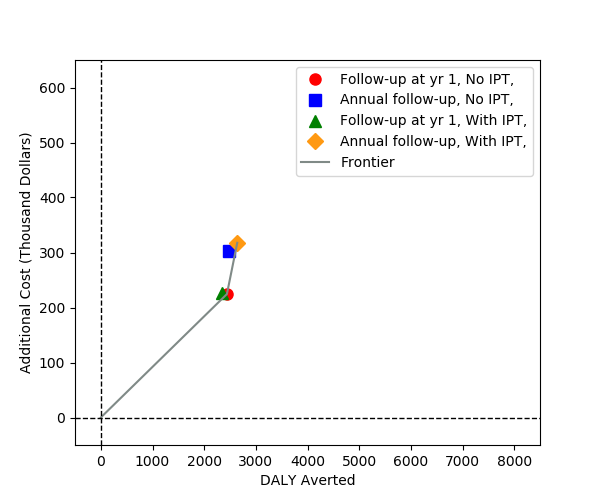 Follow-up at yr 1, No IPT,
Annual follow-up, No IPT,
Follow-up at yr 1, With IPT,
Annual follow-up, With IPT,
Frontier
Additional Cost (Thousand Dollars)
600
500
400
300
200
100
0
0 1000 2000 3000 4000 5000 6000 7000 8000
DALY Averted